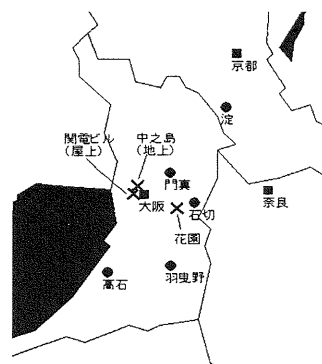 京都
淀
関電ビル
(屋上)
中之島
(地上)
門真
大阪
石切
奈良
花園
高石
羽曳野